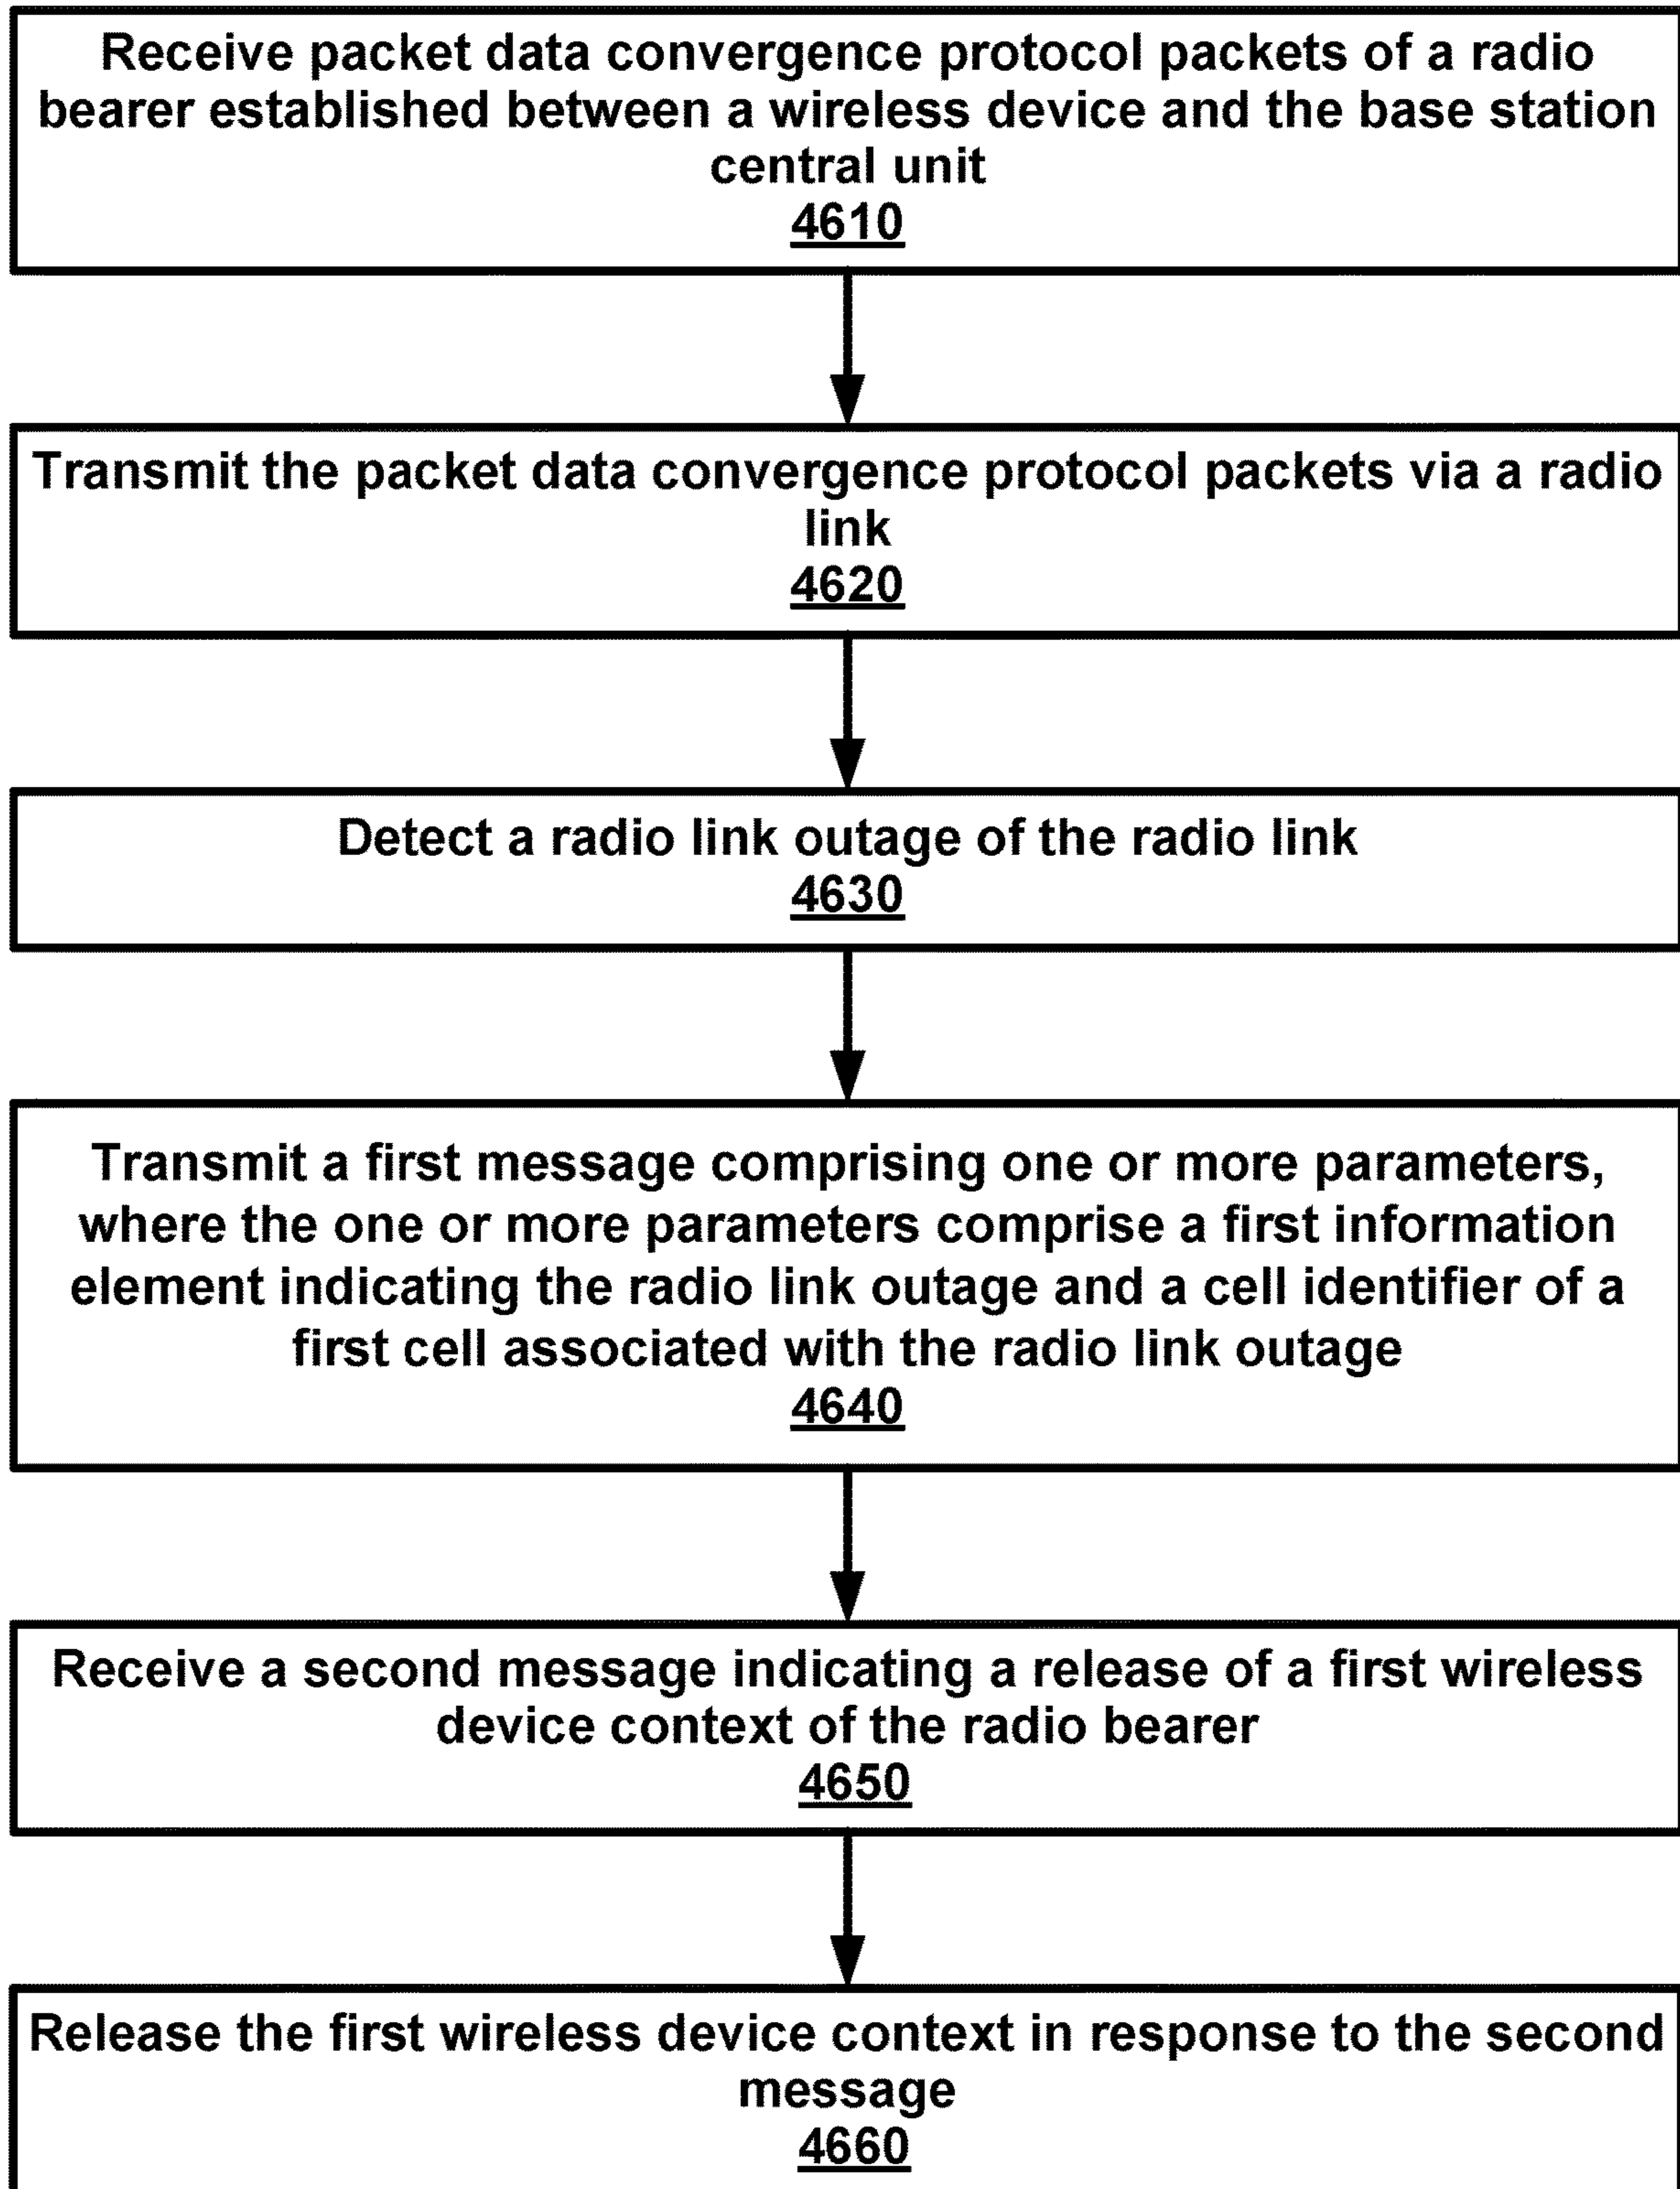 Receive packet data convergence protocol packets of a radio
bearer established between a wireless device and the base station
central unit
4610
Transmit the packet data convergence protocol packets via a radio
link
4620
Detect a radio link outage of the radio link
4630
Transmit a first message comprising one or more parameters,
where the one or more parameters comprise a first information
element indicating the radio link outage and a cell identifier of a
first cell associated with the radio link outage
4640
Receive a second message indicating a release of a first wireless
device context of the radio bearer
4650
Release the first wireless device context in response to the second
message
4660